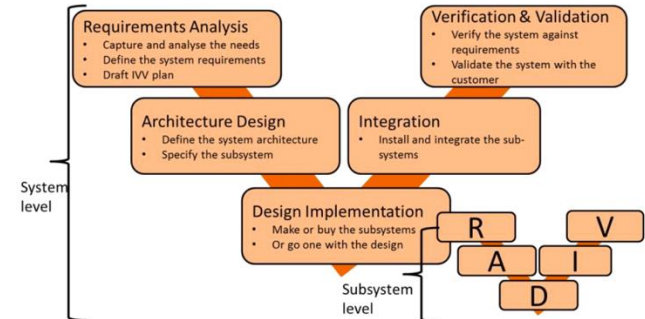 Requirements Analysis
• Capture and analyse the needs
• Define the system requirements
• Draft IVV plan
Verification & Validation
• Verify the system against
requirements
• Validate the system with the
customer
Architecture Design
• Define the system architecture
• Specify the subsystem
Integration
• Install and integrate the sub-
systems
System
level
Design Implementation
• Make or buy the subsystems
• Or go one with the design
Subsystem
level
R
V
A
I
D